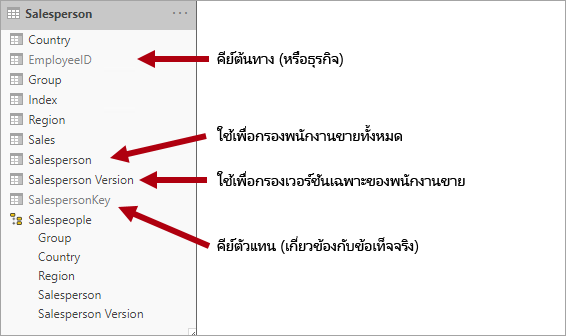 Salesperson ...
Country
EmployeeID
คีย์ต้นทาง (หรือธุรกิจ)
Group
Index
Region
Sales
ใช้เพื่อกรองพนักงานขายทั้งหมด
Salesperson
Salesperson Version
ใช้เพื่อกรองเวอร์ชันเฉพาะของพนักงานขาย
SalespersonKey
Salespeople
Group
คีย์ตัวแทน (เกี่ยวข้องกับข้อเท็จจริง)
Country
Region
Salesperson
Salesperson Version